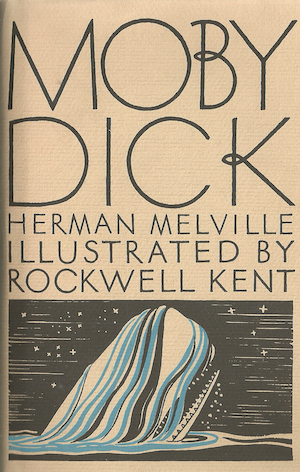 MOBY
DICK
HERMAN MELVILLE
ILLUSTRATED BY
ROCKWELL KENT